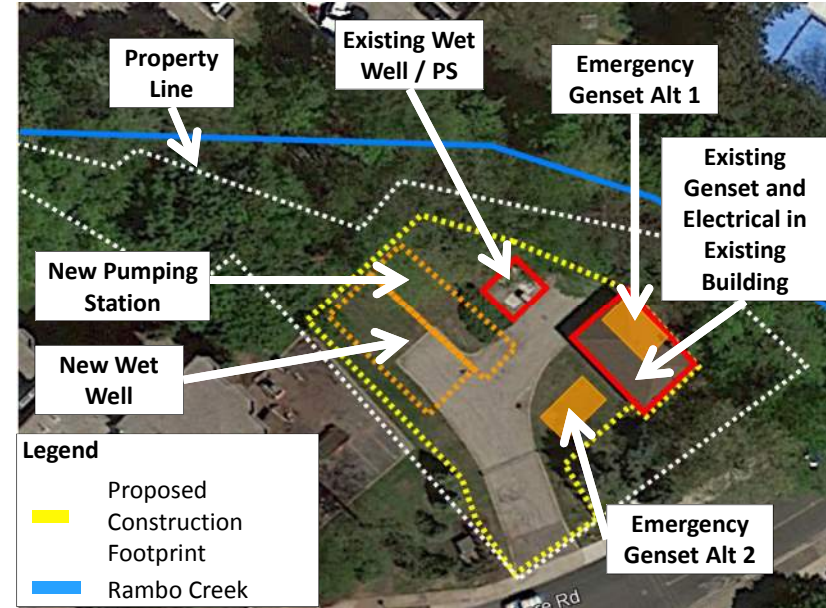 Property
Line
Existing Wet
Well / PS
Emergency
Genset Alt 1
Existing
Genset and
Electrical in
Existing
Building
New Pumping
Station
New Wet
Well
Legend
Proposed
Construction
Footprint
Rambo Creek
Emergency
Genset Alt 2
re Rd